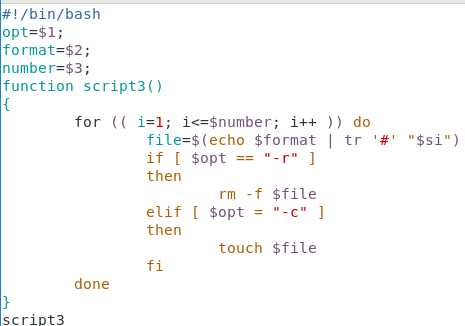 #!/bin/bash
opt=$1;
format=$2;
number=$3;
function script3()
{
for (( i=1; i<=$number; i++ )) do
file=$(echo $format | tr '#' "$si")
if [ $opt == "-r" ]
then
rm -f $file
elif [ $opt = "-c" ]
then
touch $file
fi
done
}
script3